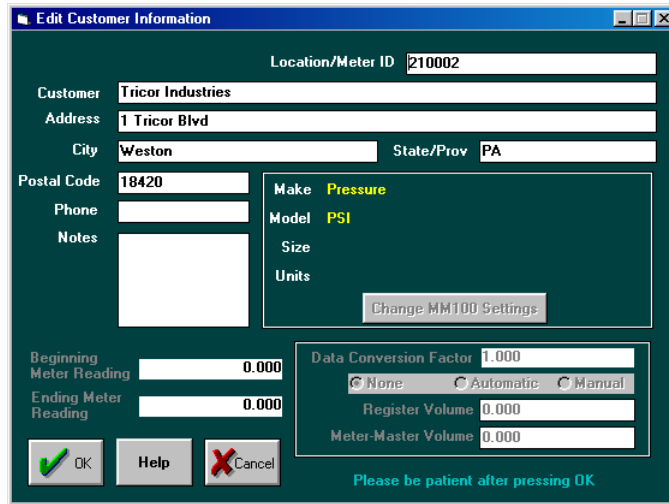 Edit Customer Information
Location/Meter ID 210002
Customer Tricor Industries
Address 1 Tricor Blvd
City Weston State/Prov PA
Postal Code 18420
Phone
Notes
Make Pressure
Model PSI
Size
Units
Change MM100 Settings
Beginning
Meter Reading 0.000
Ending Meter
Reading 0.000
Data Conversion Factor 1.000
None Automatic Manual
Register Volume 0.000
Meter-Master Volume 0.000
OK Help Cancel
Please be patient after pressing OK